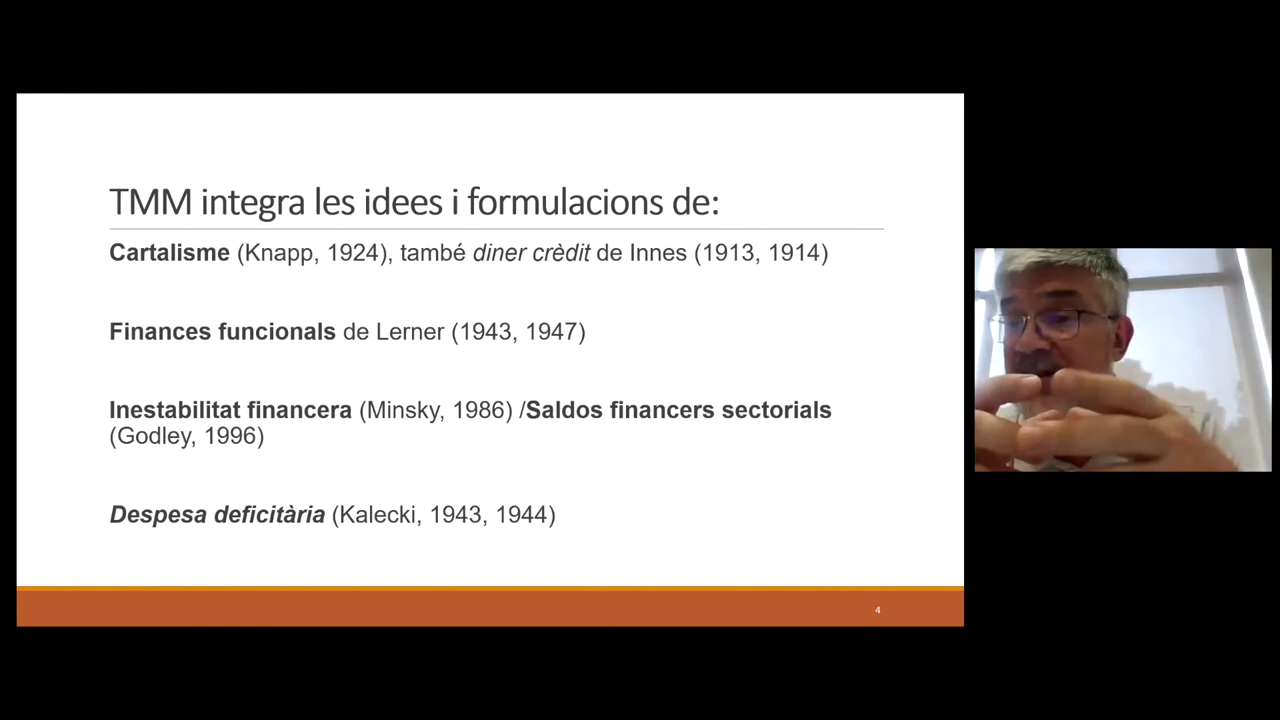 TMM integra les idees i formulacions de:
Cartalisme (Knapp, 1924), també diner crèdit de Innes (1913, 1914)
Finances funcionals de Lerner (1943, 1947)
Inestabilitat financera (Minsky, 1986) /Saldos financers sectorials
(Godley, 1996)
Despesa deficitària (Kalecki, 1943, 1944)
4